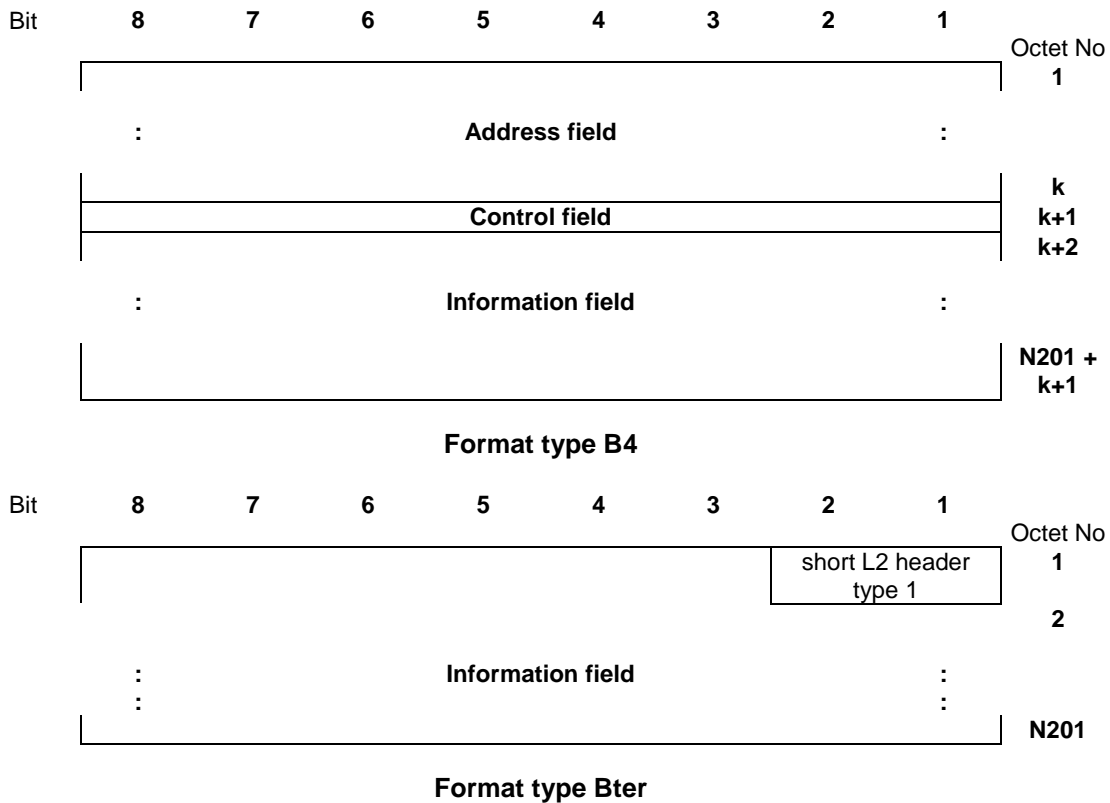 Bit 8 7 6 5 4 3 2 1
Octet No
1
: Address field :
k
Control field k+1
k+2
: Information field :
N201 +
k+1
Format type B4
Bit 8 7 6 5 4 3 2 1
Octet No
short L2 header 1
type 1
2
: Information field :
: :
N201
Format type Bter